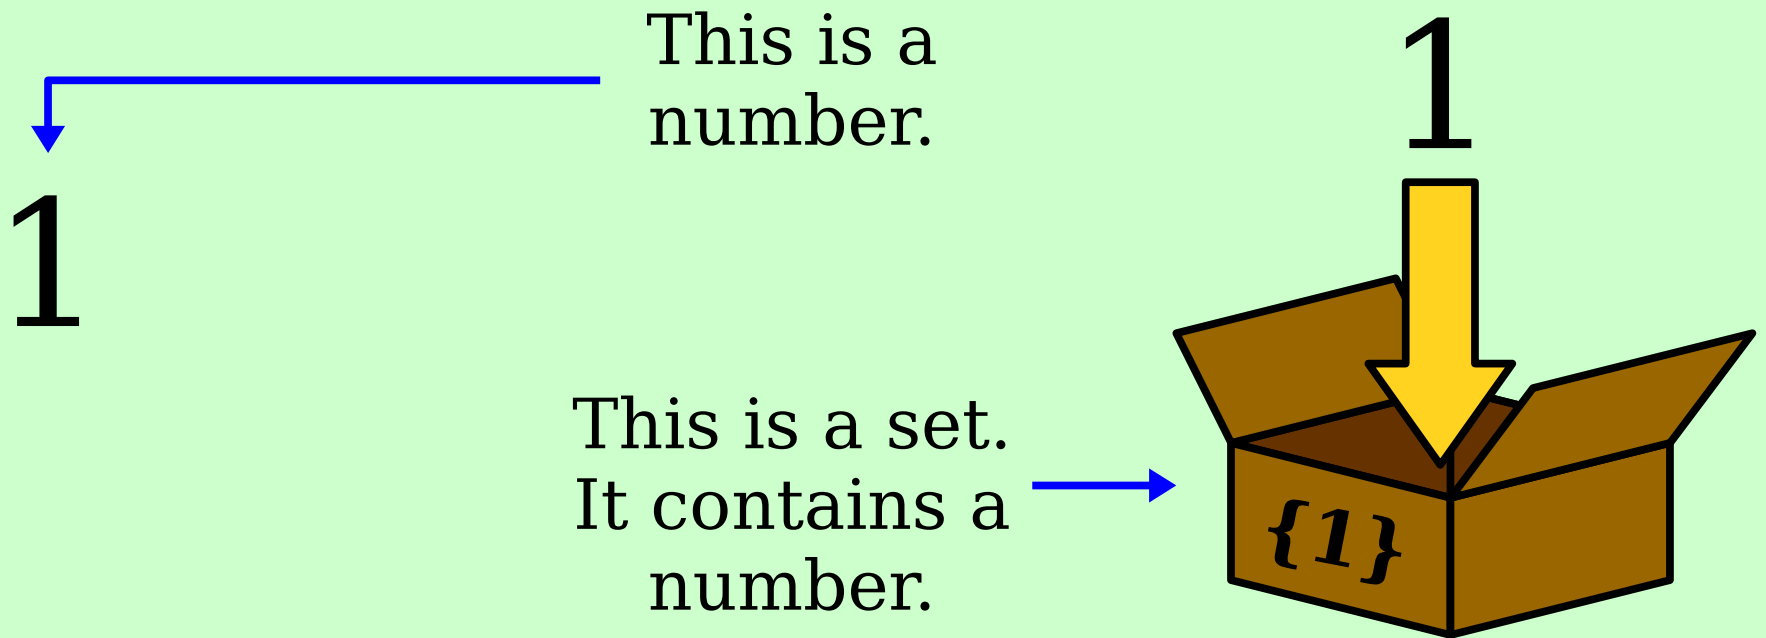 This is a
number.
1
1
This is a set.
It contains a
number.
{1}